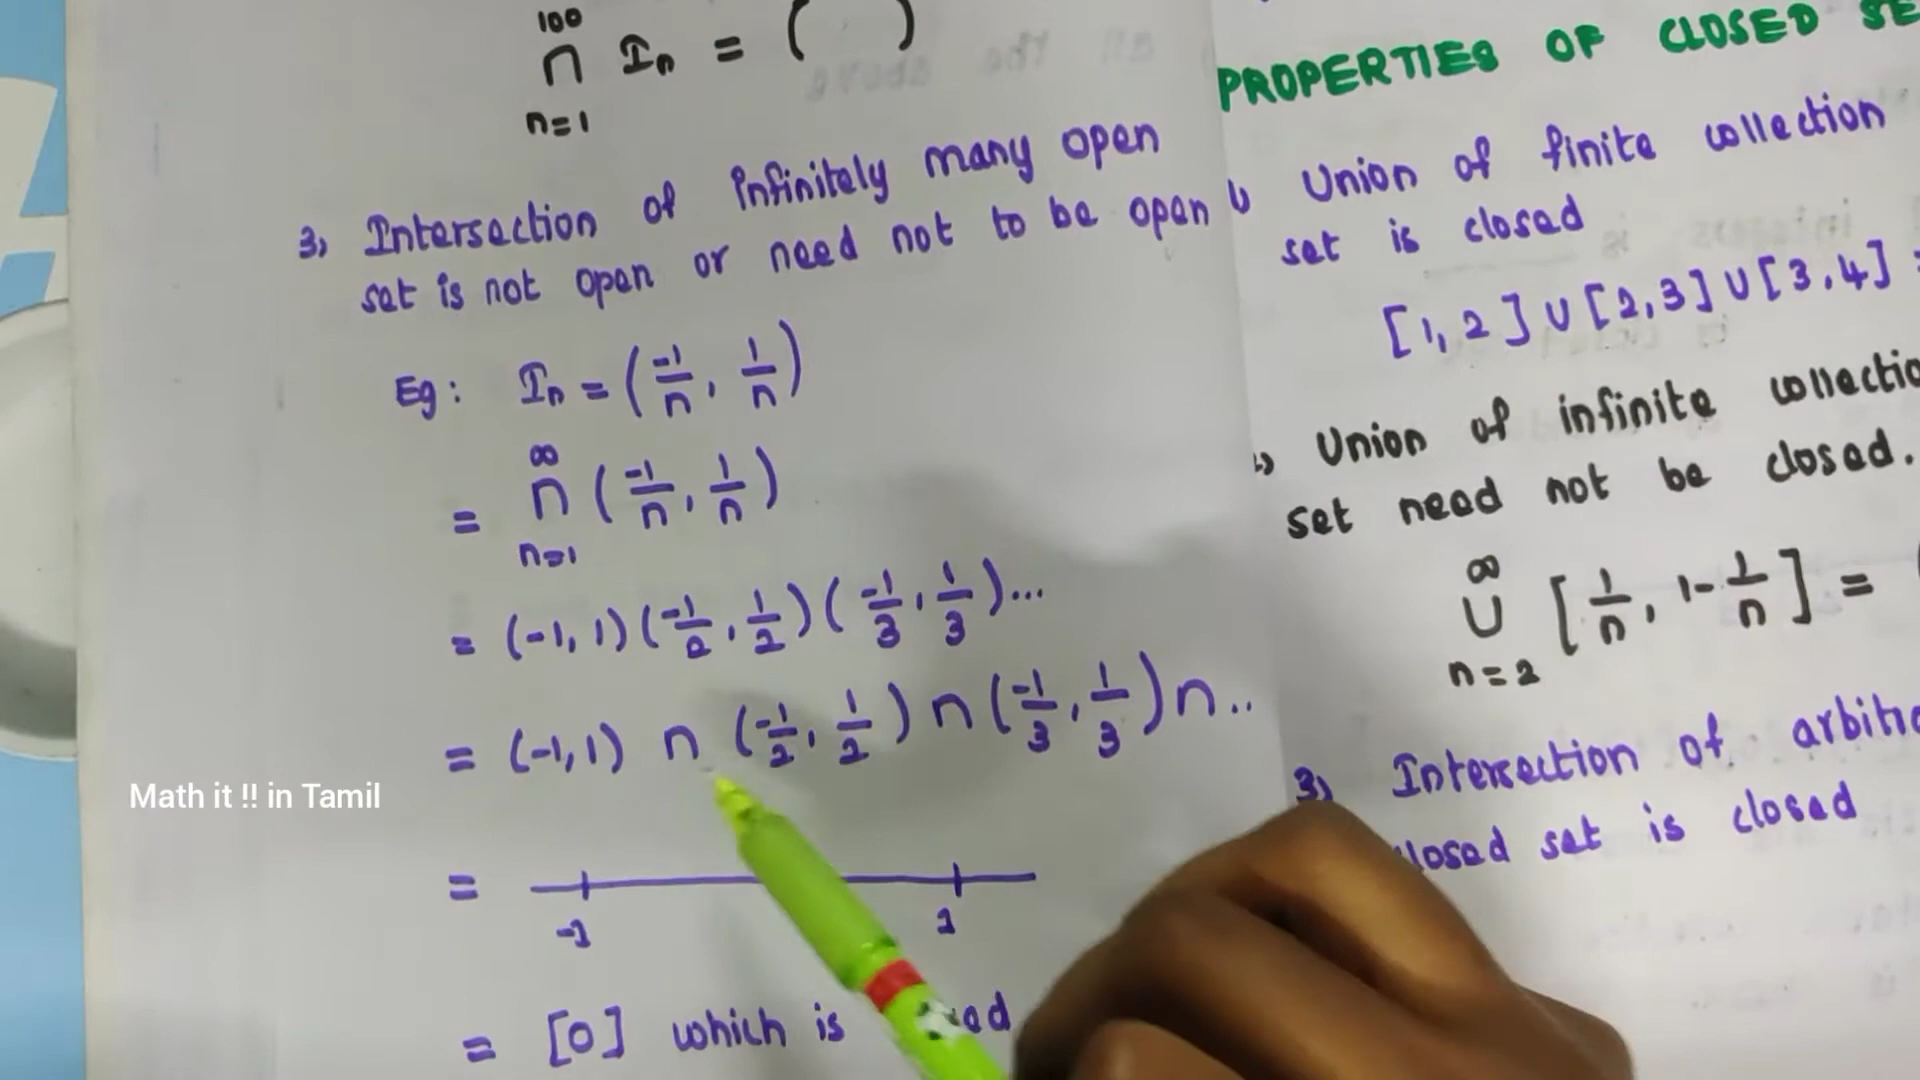 100
∩ In = ( )
n=1
3) Intersection of infinitely many open
set is not open or need not to be open
Eg: In = (-1/n, 1/n)
∞
= ∩ (-1/n, 1/n)
n=1
= (-1, 1) (-1/2, 1/2) (-1/3, 1/3)...
= (-1, 1) ∩ (-1/2, 1/2) ∩ (-1/3, 1/3) ∩ ..
=
-1 1
= [0] which is
Math it !! in Tamil
PROPERTIES OF CLOSED
Union of finite collection
set is closed
[1, 2] ∪ [2, 3] ∪ [3, 4] =
Union of infinite
set need not be closed.
∞
∪ [1/n, 1-1/n] =
n=2
3) Intersection of
closed set is closed